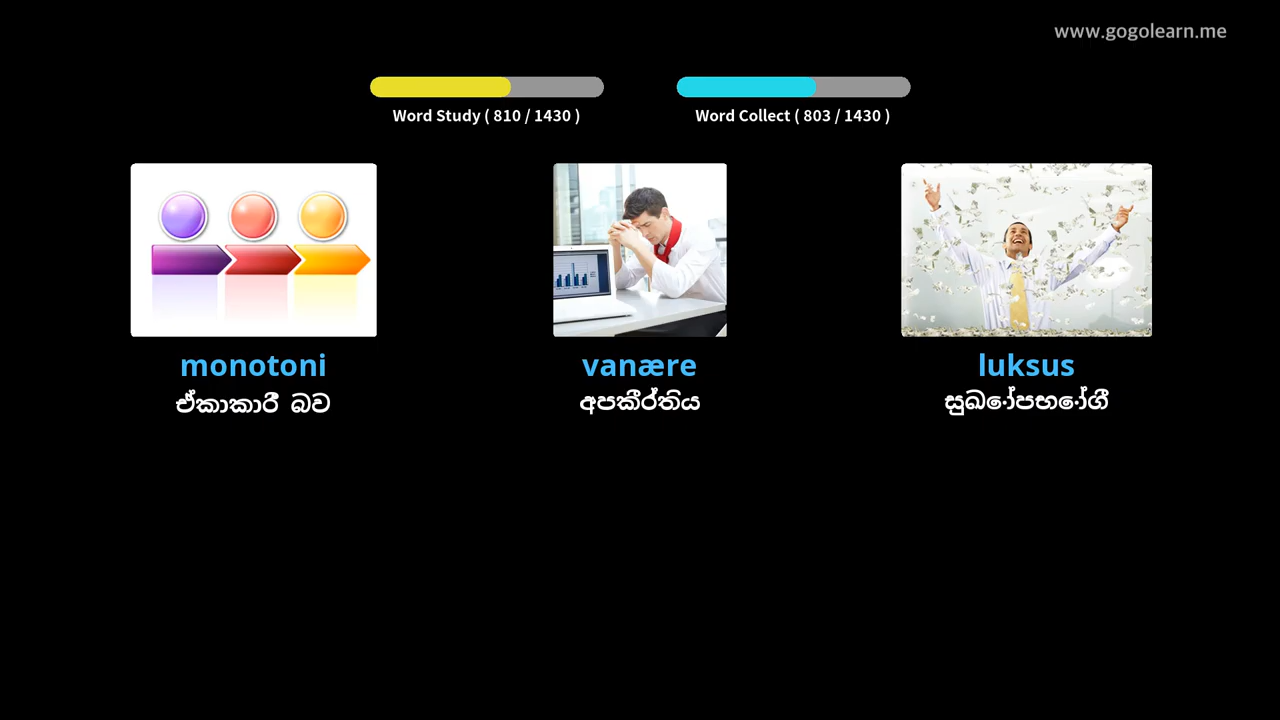 www.gogolearn.me
Word Study ( 810 / 1430 )
Word Collect ( 803 / 1430 )
monotoni
ඒකාකාරී බව
vanære
අපකීර්තිය
luksus
සුඛෝපභෝගී